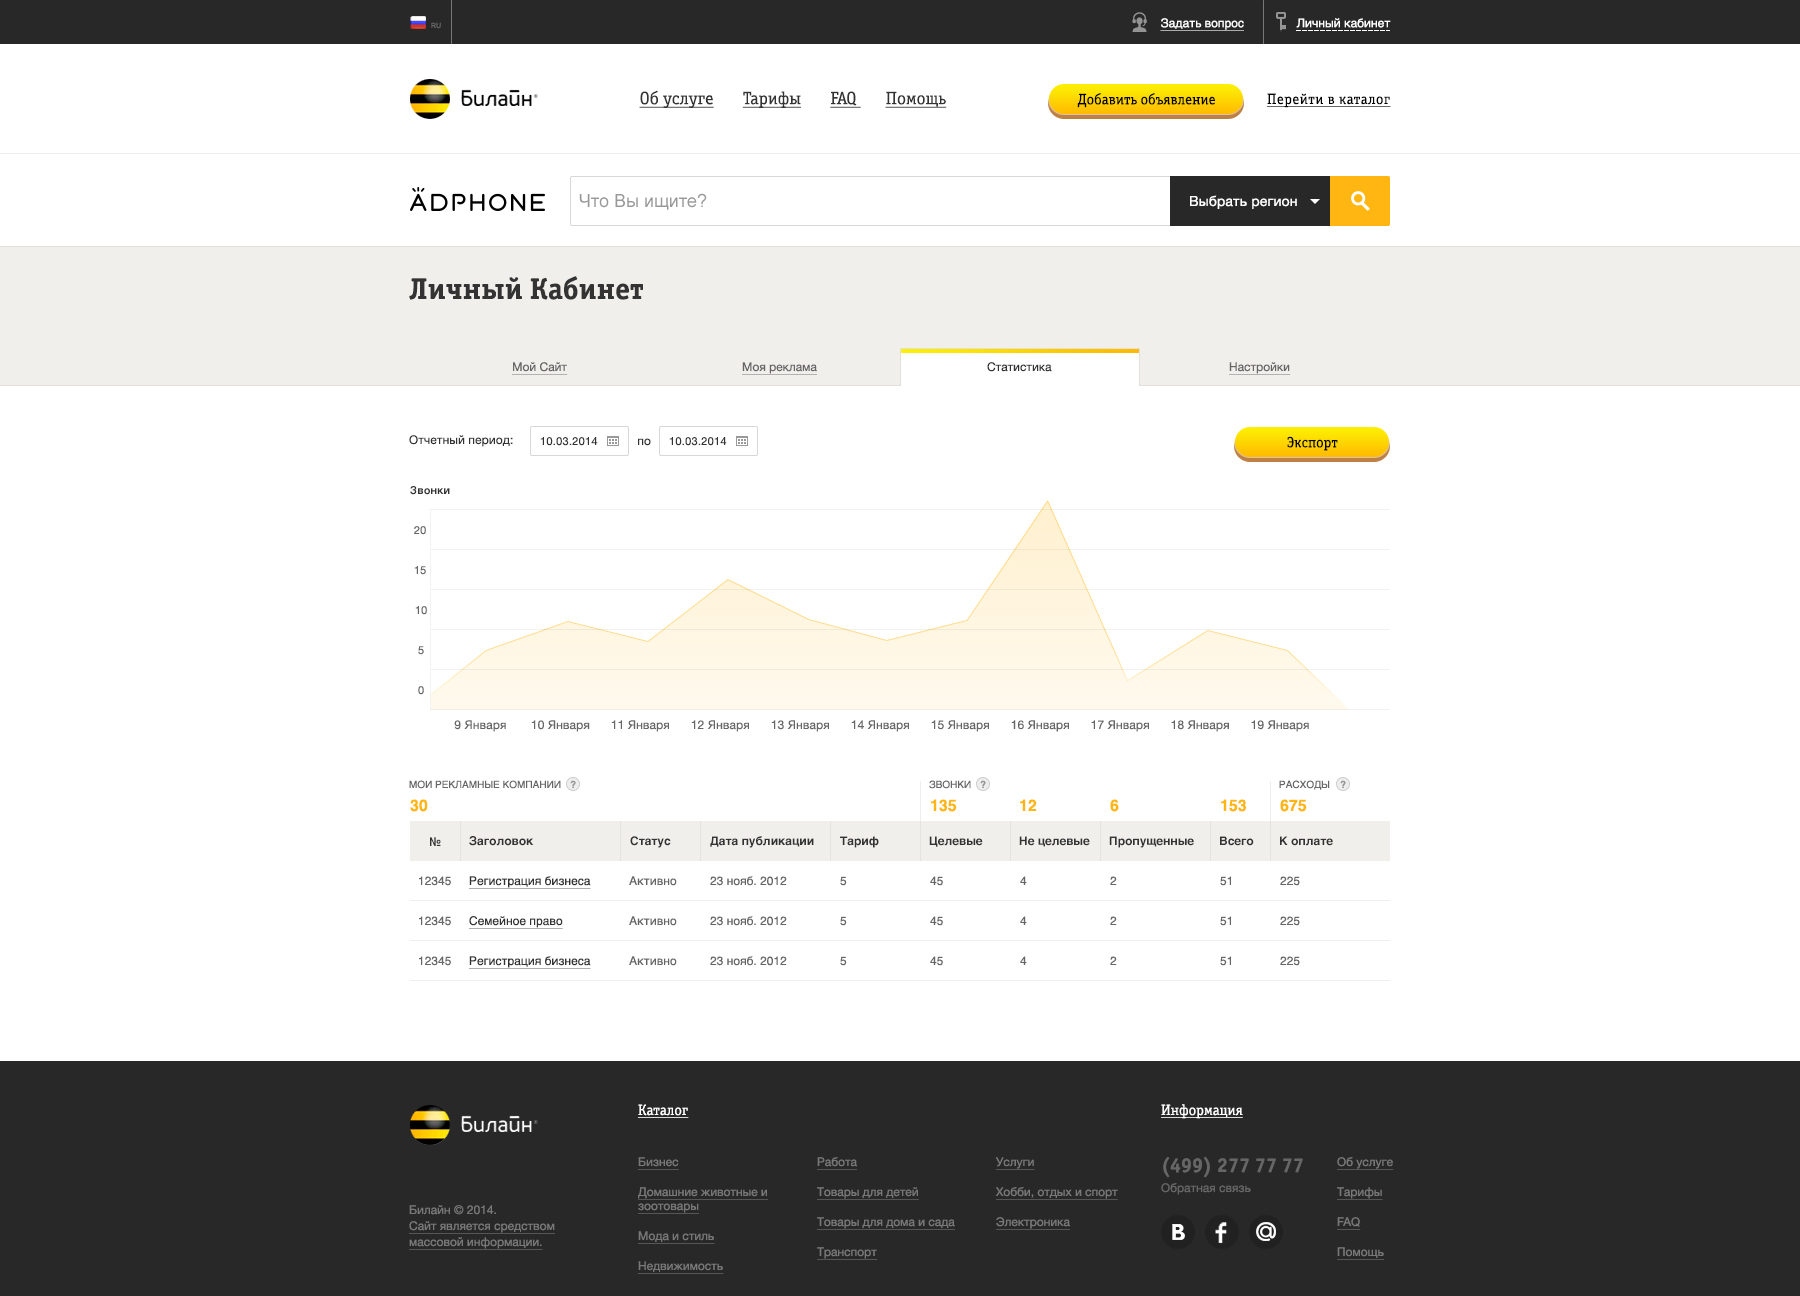 RU
Задать вопрос
Личный кабинет
Билайн®
Об услуге
Тарифы
FAQ
Помощь
Добавить объявление
Перейти в каталог
ADPHONE
Что Вы ищите?
Выбрать регион
Личный Кабинет
Мой Сайт
Моя реклама
Статистика
Настройки
Отчетный период:
10.03.2014
по
10.03.2014
Экспорт
Звонки
20
15
10
5
0
9 Января
10 Января
11 Января
12 Января
13 Января
14 Января
15 Января
16 Января
17 Января
18 Января
19 Января
МОИ РЕКЛАМНЫЕ КОМПАНИИ ?
ЗВОНКИ ?
РАСХОДЫ ?
30 135 12 6 153 675
№ Заголовок Статус Дата публикации Тариф Целевые Не целевые Пропущенные Всего К оплате
12345 Регистрация бизнеса Активно 23 нояб. 2012 5 45 4 2 51 225
12345 Семейное право Активно 23 нояб. 2012 5 45 4 2 51 225
12345 Регистрация бизнеса Активно 23 нояб. 2012 5 45 4 2 51 225
Билайн®
Билайн © 2014.
Сайт является средством
массовой информации.
Каталог
Бизнес
Домашние животные и
зоотовары
Мода и стиль
Недвижимость
Работа
Товары для детей
Товары для дома и сада
Транспорт
Услуги
Хобби, отдых и спорт
Электроника
Информация
(499) 277 77 77
Обратная связь
B f @
Об услуге
Тарифы
FAQ
Помощь